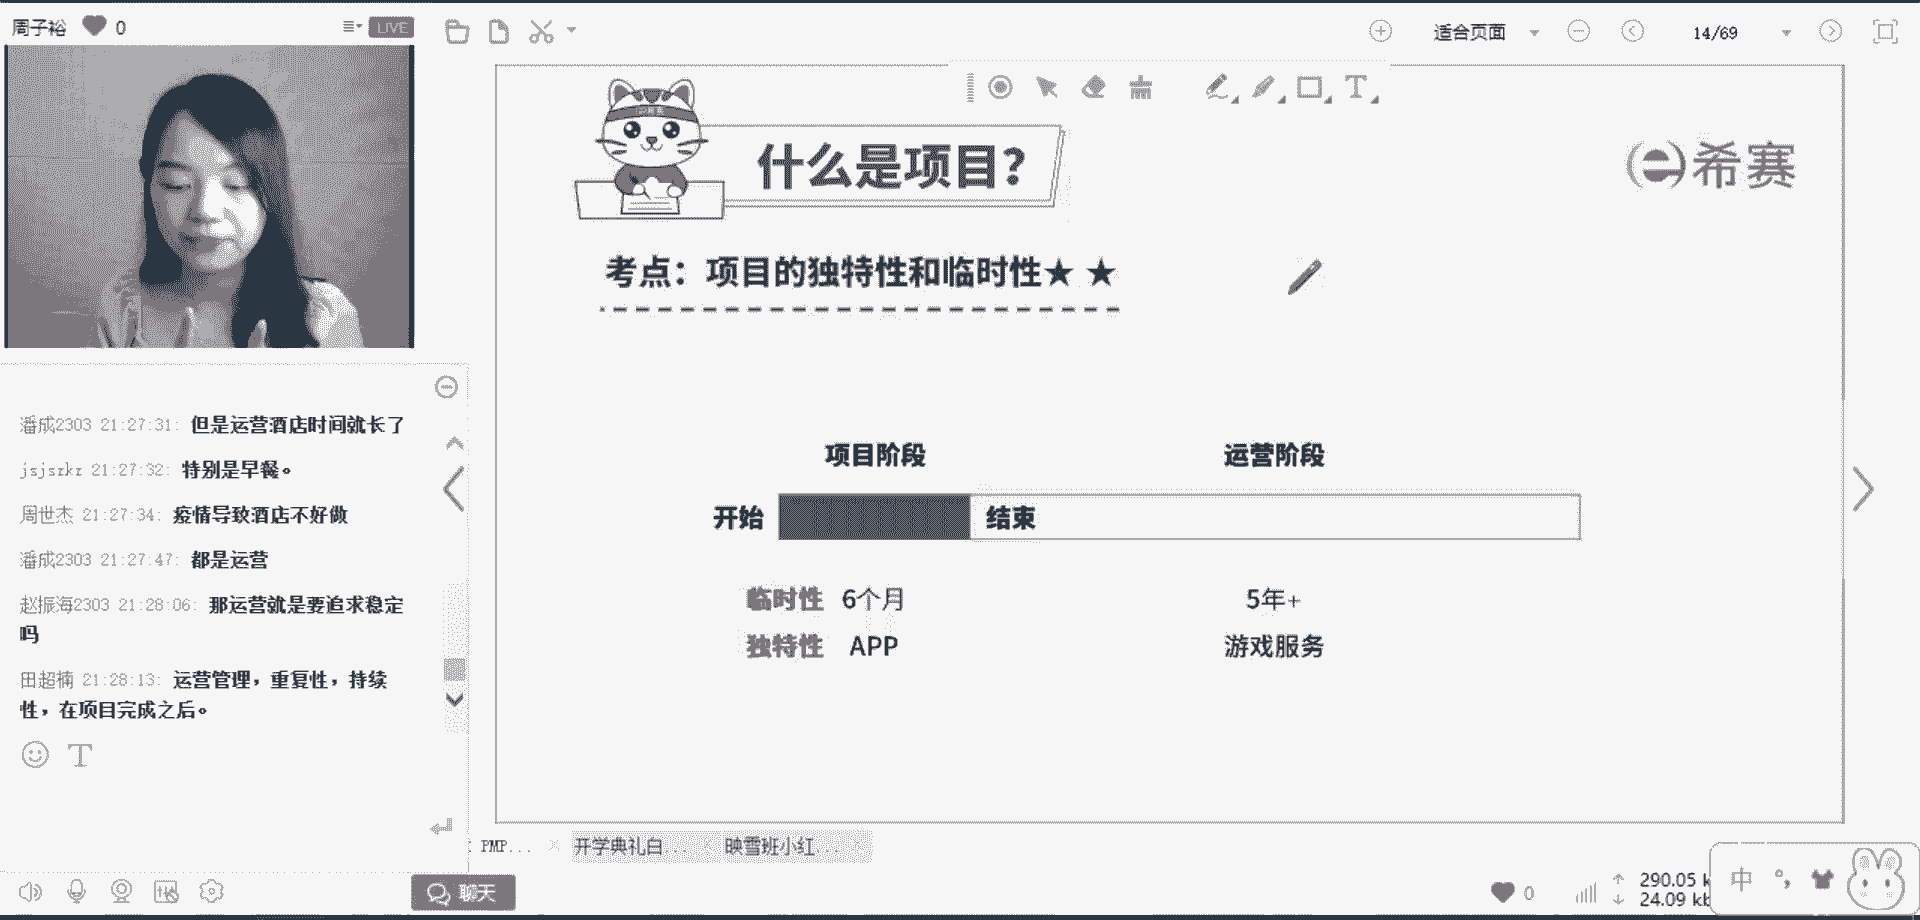 周子裕 0 LIVE
适合页面 14/69
什么是项目？
希赛
考点：项目的独特性和临时性★ ★
项目阶段 运营阶段
开始 结束
临时性 6个月 5年+
独特性 APP 游戏服务
潘成2303 21:27:31: 但是运营酒店时间就长了
jsjszkz 21:27:32: 特别是早餐。
周世杰 21:27:34: 疫情导致酒店不好做
潘成2303 21:27:47: 都是运营
赵振海2303 21:28:06: 那运营就是要追求稳定
吗
田超楠 21:28:13: 运营管理，重复性，持续
性，在项目完成之后。
PMP... 开学典礼白... 映雪班小红...
聊天
0 290.05 k
24.09 kb
中